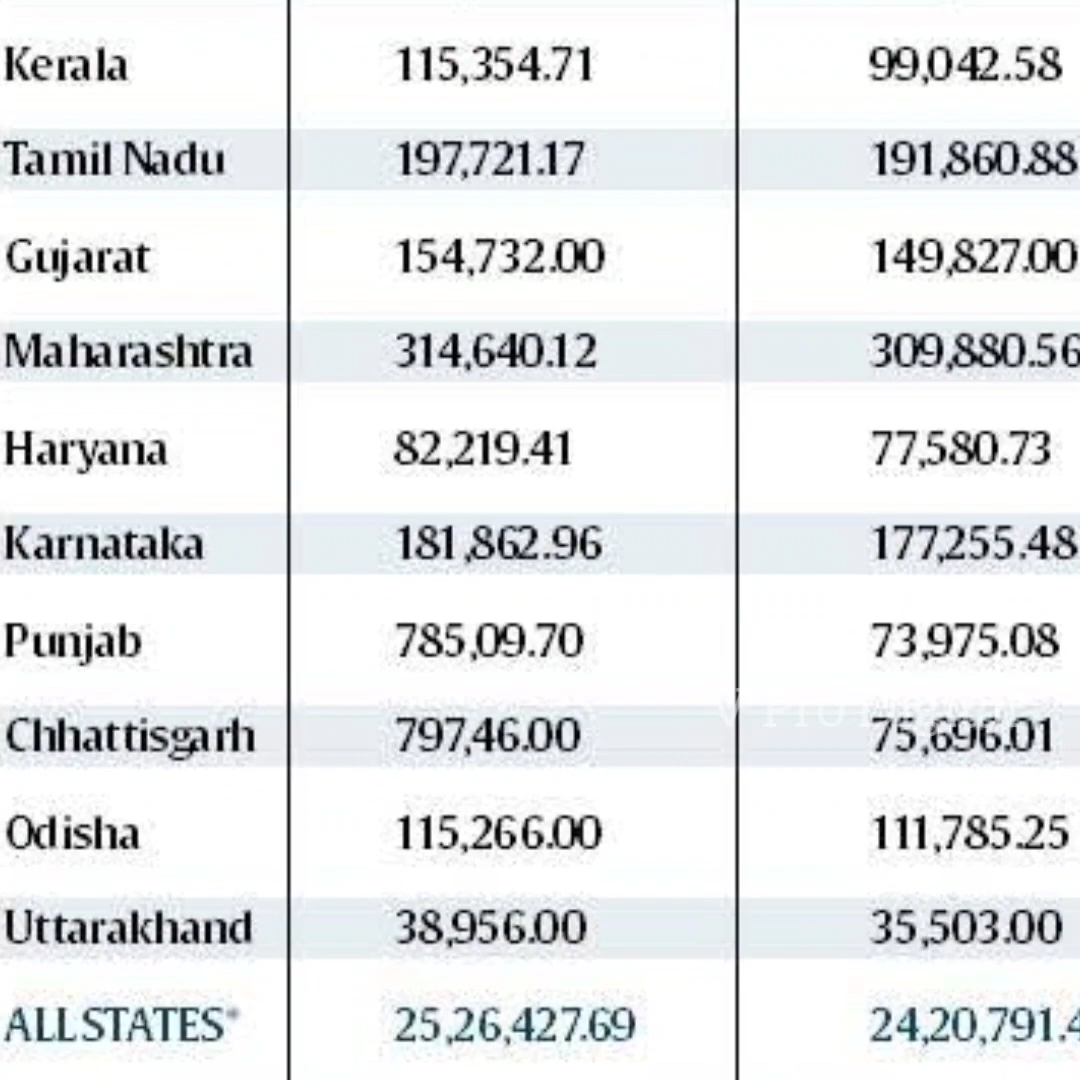 Kerala 115,354.71 99,042.58
Tamil Nadu 197,721.17 191,860.88
Gujarat 154,732.00 149,827.00
Maharashtra 314,640.12 309,880.56
Haryana 82,219.41 77,580.73
Karnataka 181,862.96 177,255.48
Punjab 785,09.70 73,975.08
Chhattisgarh 797,46.00 75,696.01
Odisha 115,266.00 111,785.25
Uttarakhand 38,956.00 35,503.00
ALL STATES* 25,26,427.69 24,20,791.4